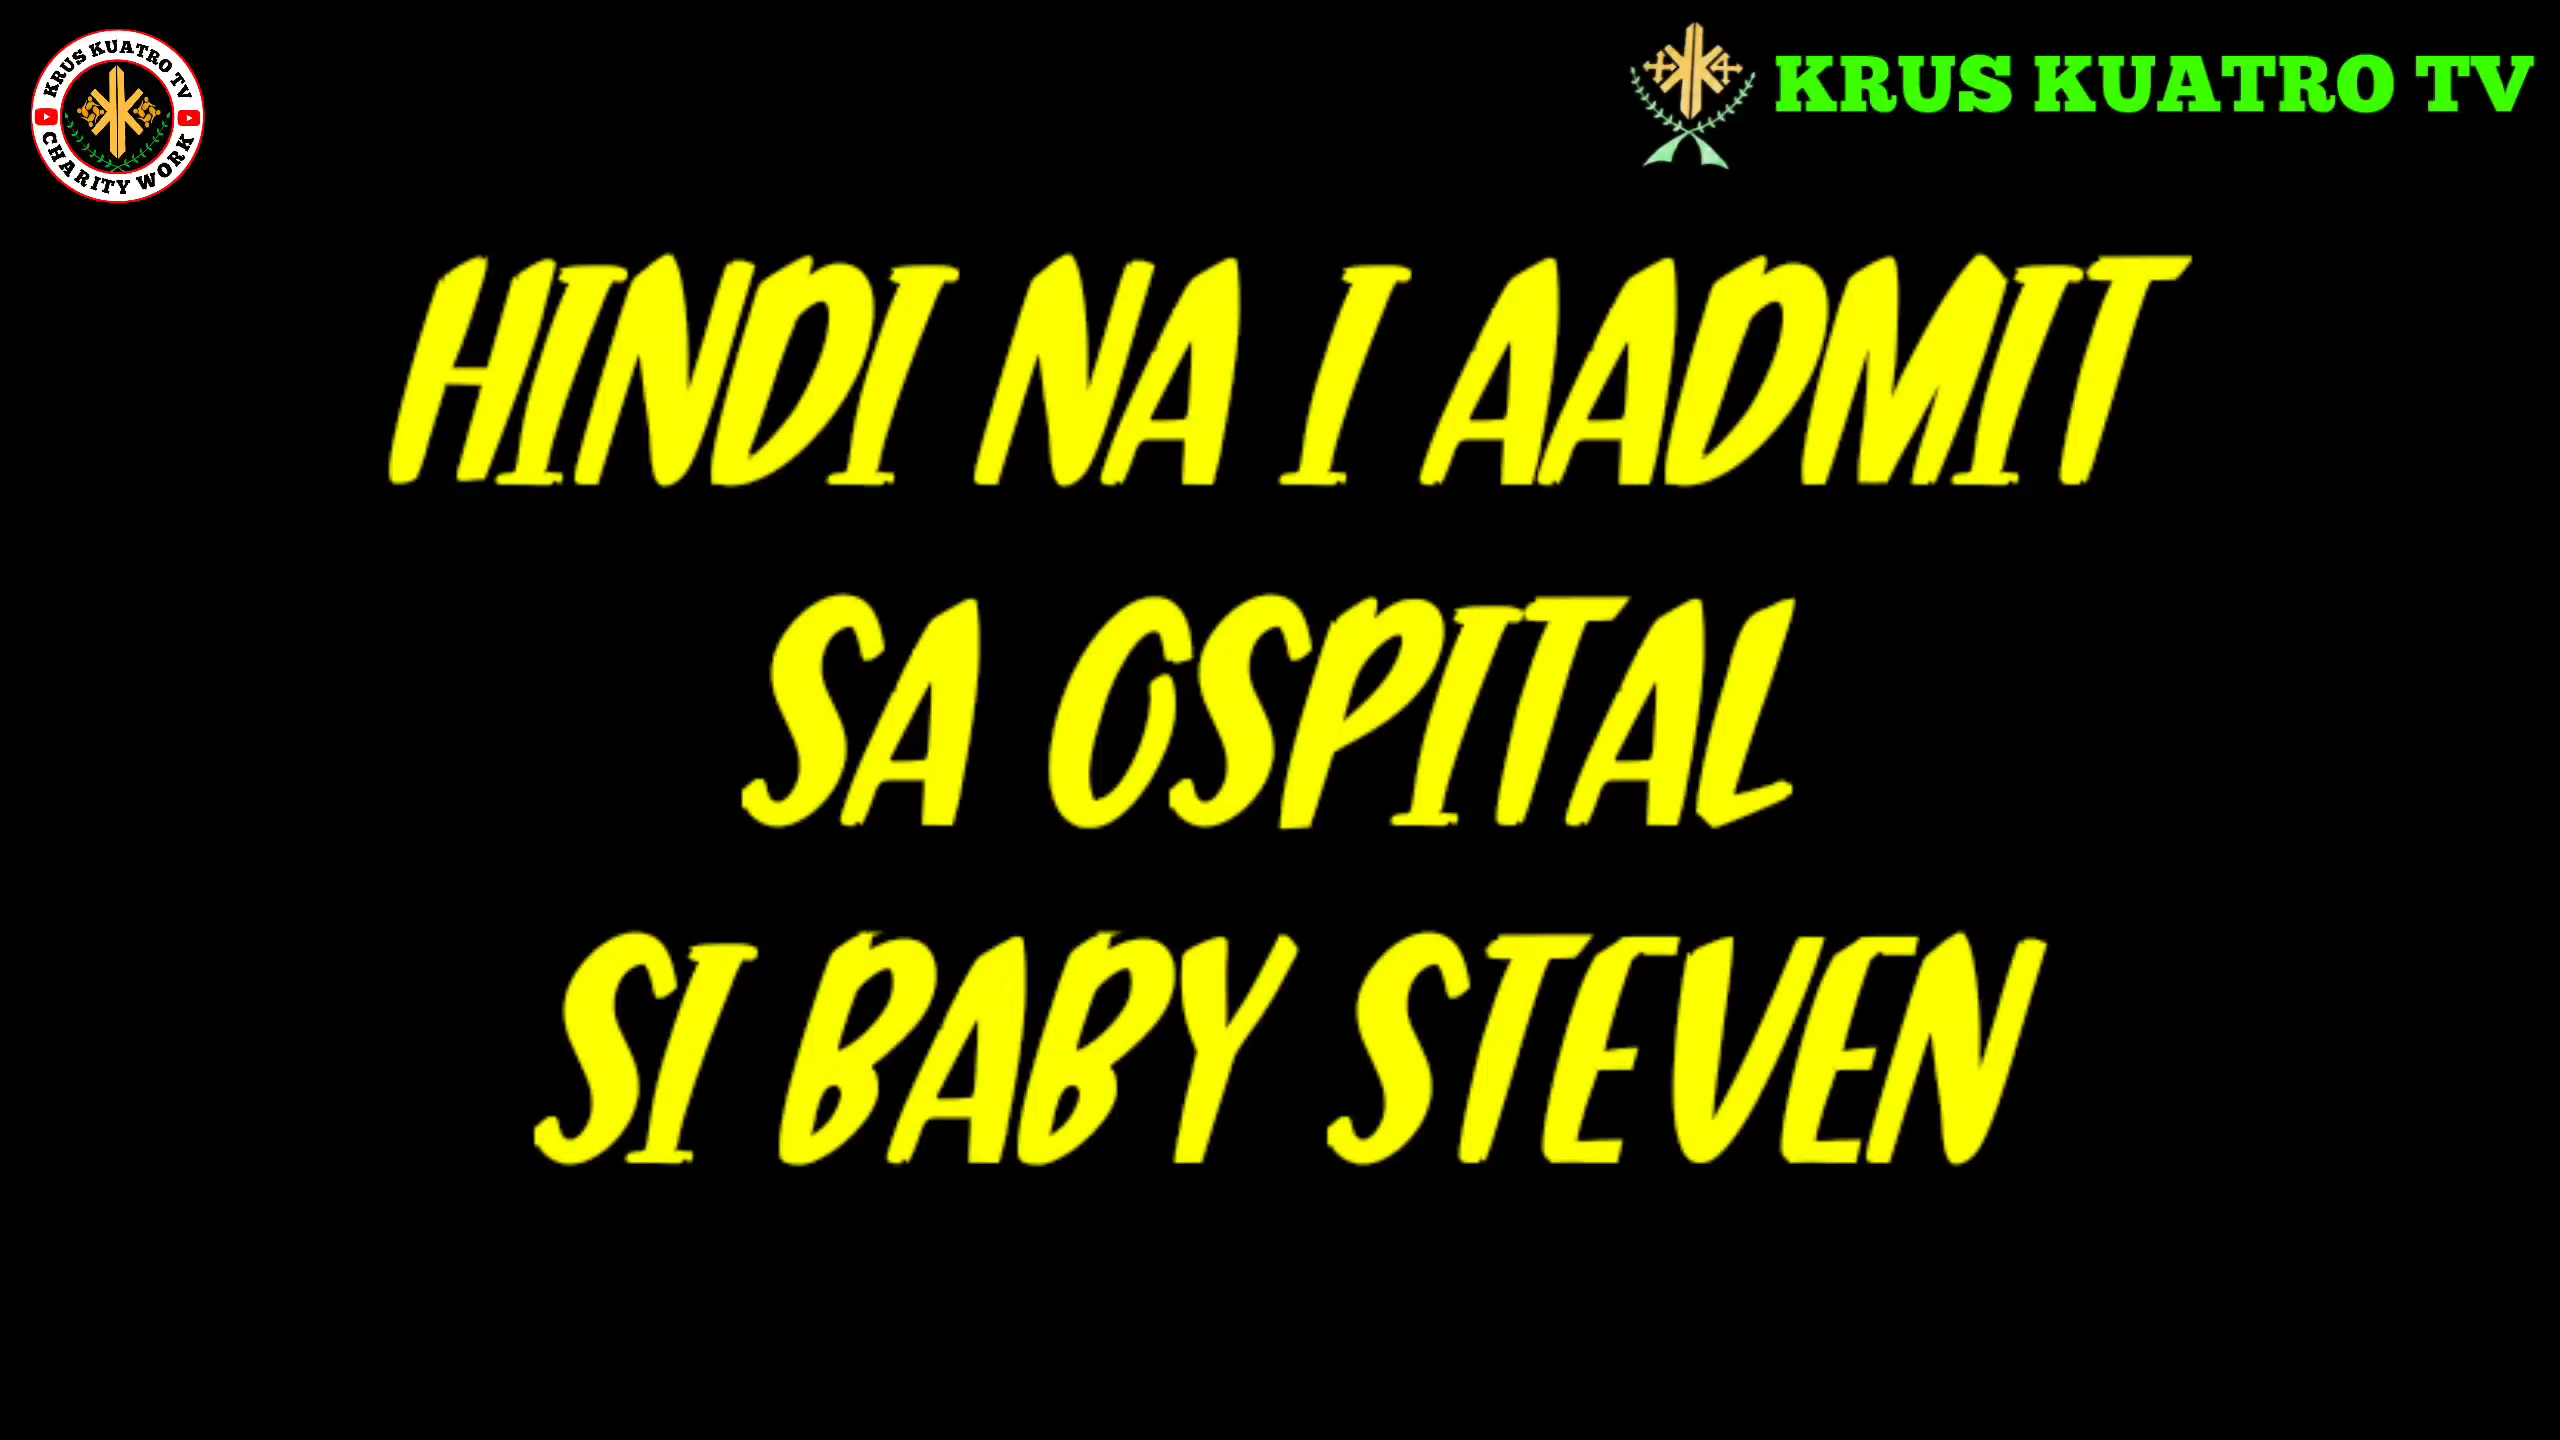 KRUS KUATRO TV
CHARITY WORK
KRUS KUATRO TV
HINDI NA I AADMIT
SA OSPITAL
SI BABY STEVEN